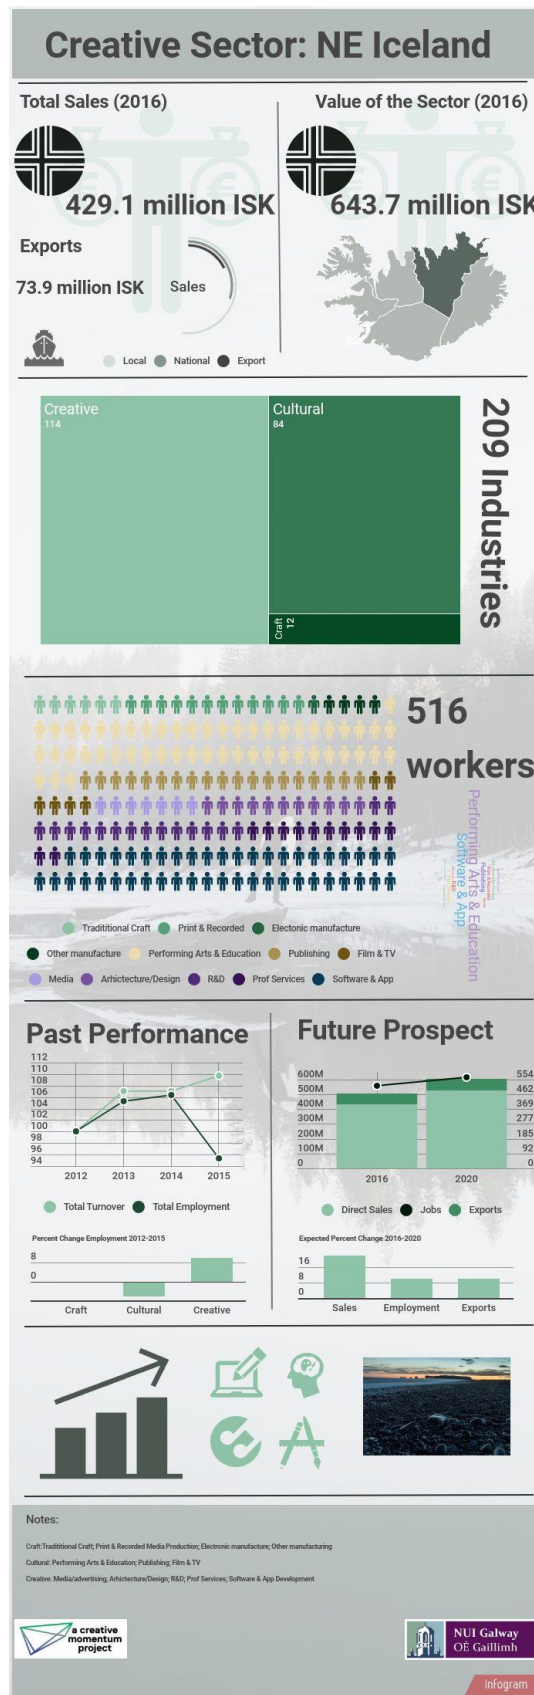 Creative Sector: NE Iceland
Total Sales (2016)
429.1 million ISK
Exports
73.9 million ISK
Sales
Local National Export
Value of the Sector (2016)
643.7 million ISK
Creative
114
Cultural
84
Craft
12
209 Industries
516
workers
Performing Arts & Education
Software & App
Publishing
Tradititional Craft Print & Recorded Electonic manufacture
Other manufacture Performing Arts & Education Publishing Film & TV
Media Arhictecture/Design R&D Prof Services Software & App
Past Performance
112
110
108
106
104
102
100
98
96
94
2012 2013 2014 2015
Total Turnover Total Employment
Percent Change Employment 2012-2015
8
0
Craft Cultural Creative
Future Prospect
600M 554
500M 462
400M 369
300M 277
200M 185
100M 92
0 0
2016 2020
Direct Sales Jobs Exports
Expected Percent Change 2016-2020
16
8
0
Sales Employment Exports
Notes:
Craft:Tradititional Craft; Print & Recorded Media Production; Electronic manufacture; Other manufacturing
Cultural: Performing Arts & Education; Publishing; Film & TV
Creative: Media/advertising; Arhictecture/Design; R&D; Prof Services; Software & App Development
a creative
momentum
project
NUI Galway
OÉ Gaillimh
infogram